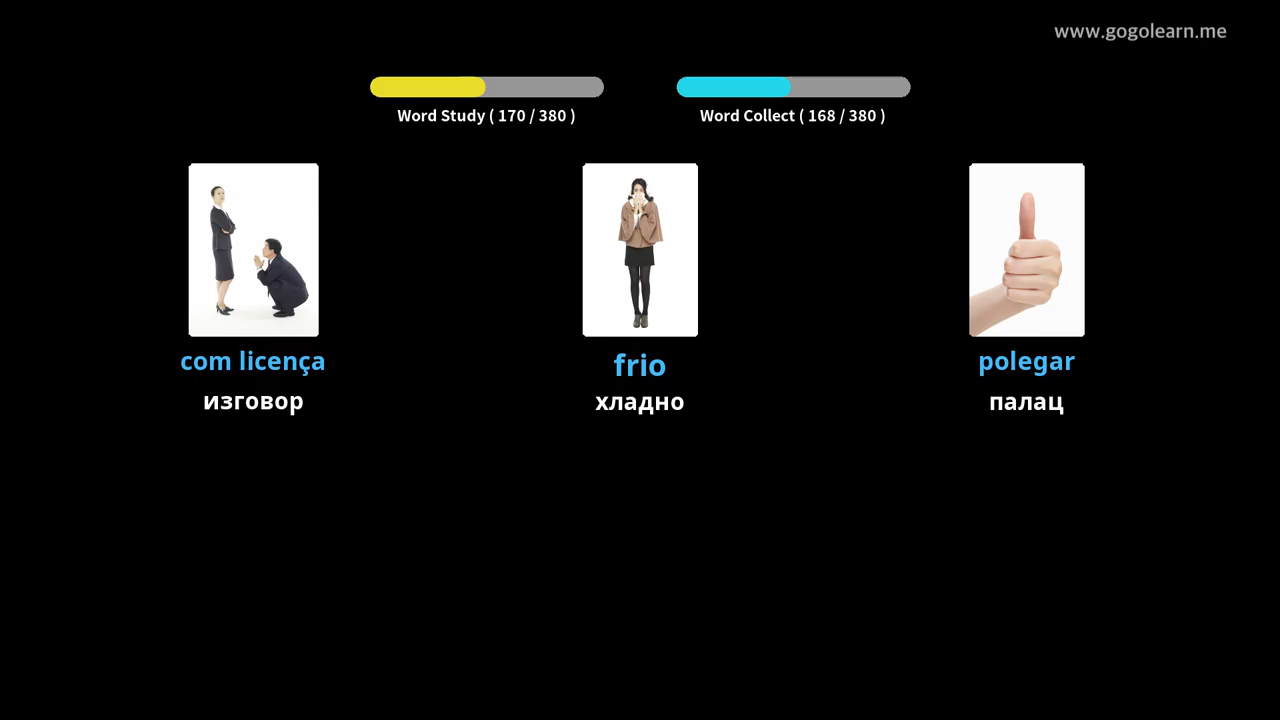 www.gogolearn.me
Word Study ( 170 / 380 )
Word Collect ( 168 / 380 )
com licença
frio
polegar
изговор
хладно
палац